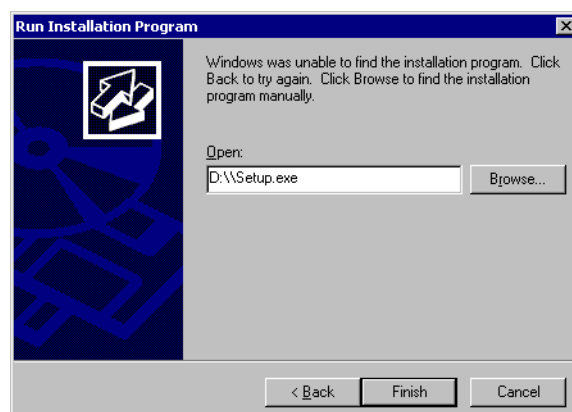 Run Installation Program
Windows was unable to find the installation program. Click
Back to try again. Click Browse to find the installation
program manually.
Open:
D:\\Setup.exe
Browse...
< Back
Finish
Cancel